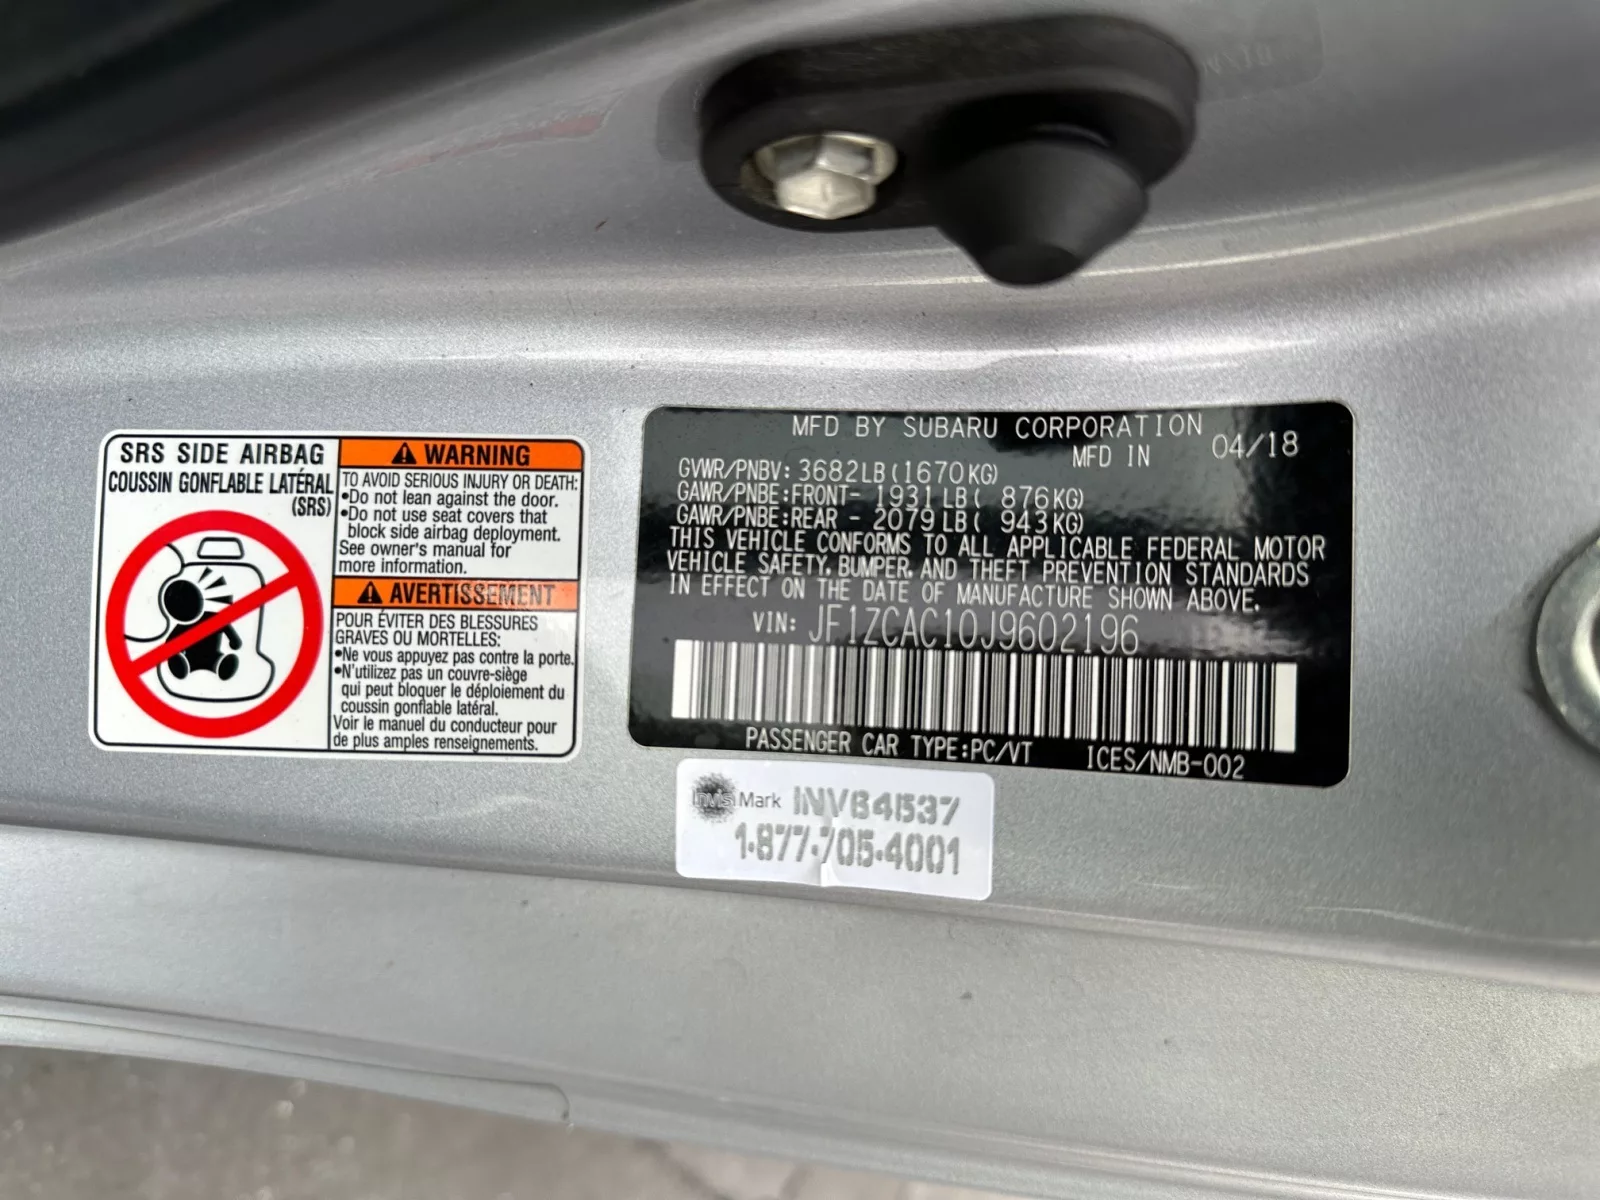 SRS SIDE AIRBAG
COUSSIN GONFLABLE LATÉRAL
(SRS)
WARNING
TO AVOID SERIOUS INJURY OR DEATH:
•Do not lean against the door.
•Do not use seat covers that
block side airbag deployment.
See owner's manual for
more information.
AVERTISSEMENT
POUR ÉVITER DES BLESSURES
GRAVES OU MORTELLES:
•Ne vous appuyez pas contre la porte.
•N'utilizez pas un couvre-siège
qui peut bloquer le déploiement du
coussin gonflable latéral.
Voir le manuel du conducteur pour
de plus amples renseignements.
MFD BY SUBARU CORPORATION
MFD IN 04/18
GVWR/PNBV: 3682LB(1670KG)
GAWR/PNBE:FRONT- 1931LB( 876KG)
GAWR/PNBE:REAR - 2079LB( 943KG)
THIS VEHICLE CONFORMS TO ALL APPLICABLE FEDERAL MOTOR
VEHICLE SAFETY, BUMPER, AND THEFT PREVENTION STANDARDS
IN EFFECT ON THE DATE OF MANUFACTURE SHOWN ABOVE.
VIN: JF1ZCAC10J9602196
PASSENGER CAR TYPE:PC/VT ICES/NMB-002
Mark
1-877-705-4001